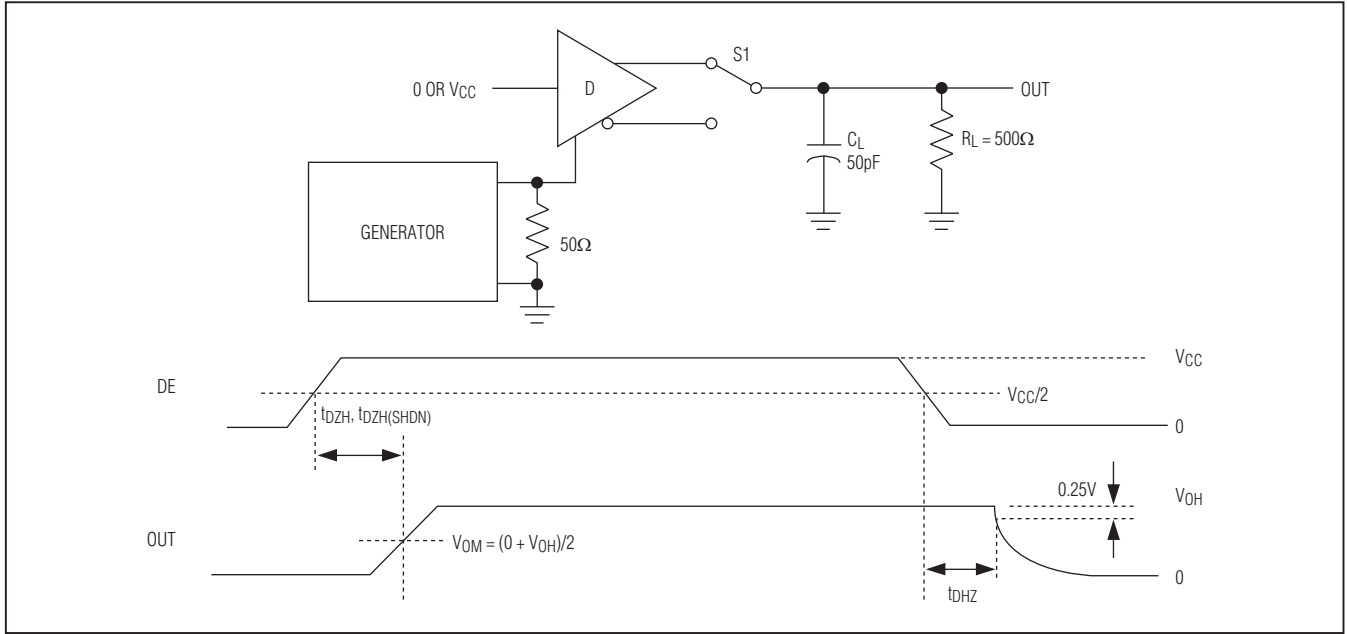 S1
0 OR VCC
D
OUT
CL
50pF
RL = 500Ω
GENERATOR
50Ω
VCC
DE
VCC/2
tDZH, tDZH(SHDN)
0
0.25V
VOH
OUT
VOM = (0 + VOH)/2
0
tDHZ